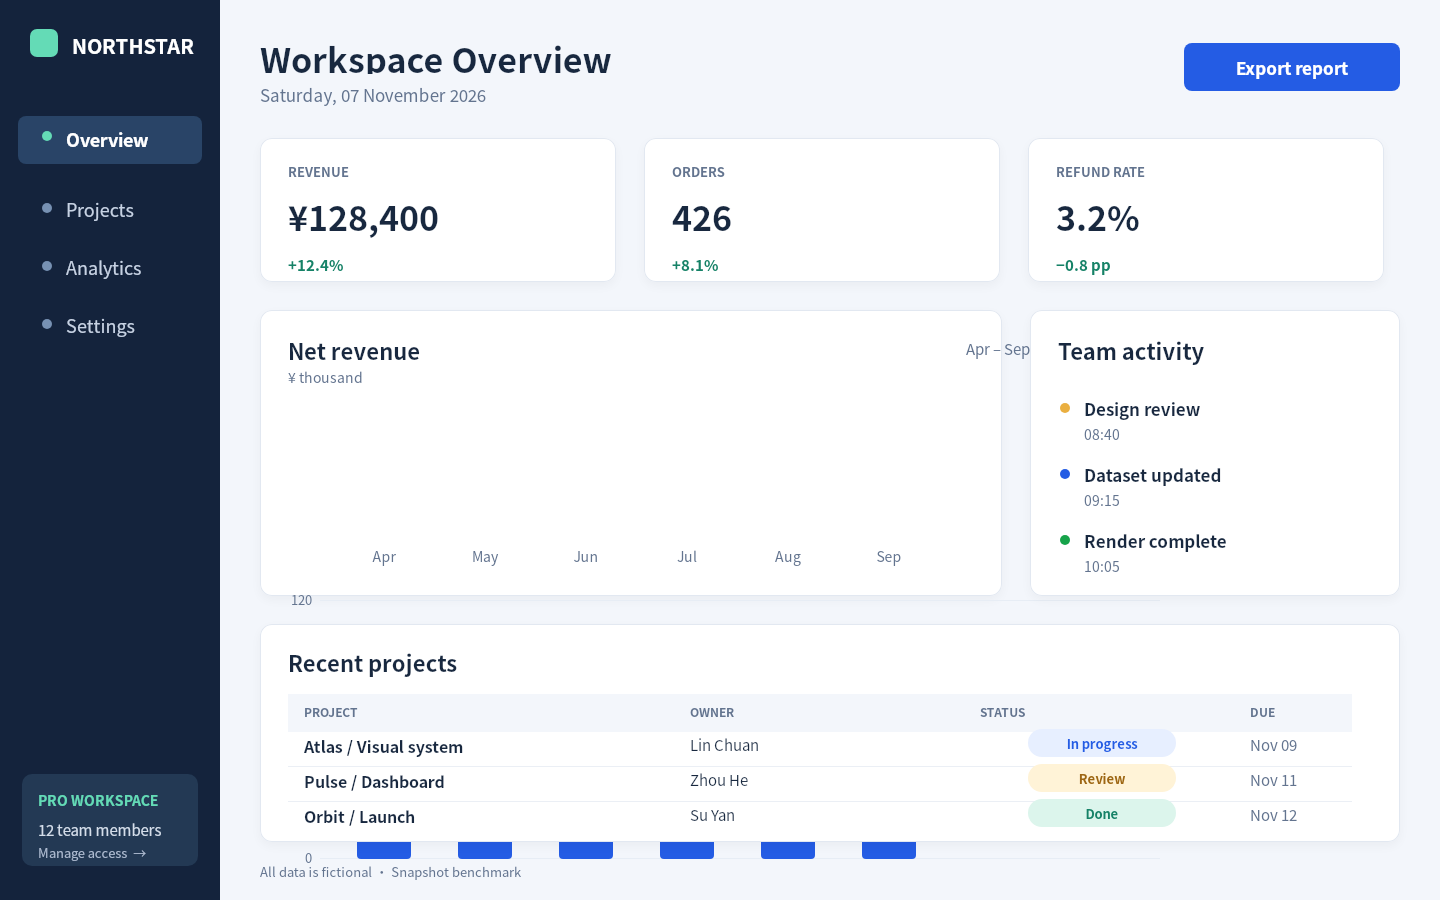 NORTHSTAR
Overview
Projects
Analytics
Settings
PRO WORKSPACE
12 team members
Manage access →
Workspace Overview
Saturday, 07 November 2026
Export report
REVENUE
¥128,400
+12.4%
ORDERS
426
+8.1%
REFUND RATE
3.2%
−0.8 pp
Net revenue
¥ thousand
Apr – Sep
Apr May Jun Jul Aug Sep
120
Team activity
Design review
08:40
Dataset updated
09:15
Render complete
10:05
Recent projects
PROJECT OWNER STATUS DUE
Atlas / Visual system Lin Chuan In progress Nov 09
Pulse / Dashboard Zhou He Review Nov 11
Orbit / Launch Su Yan Done Nov 12
0
All data is fictional • Snapshot benchmark